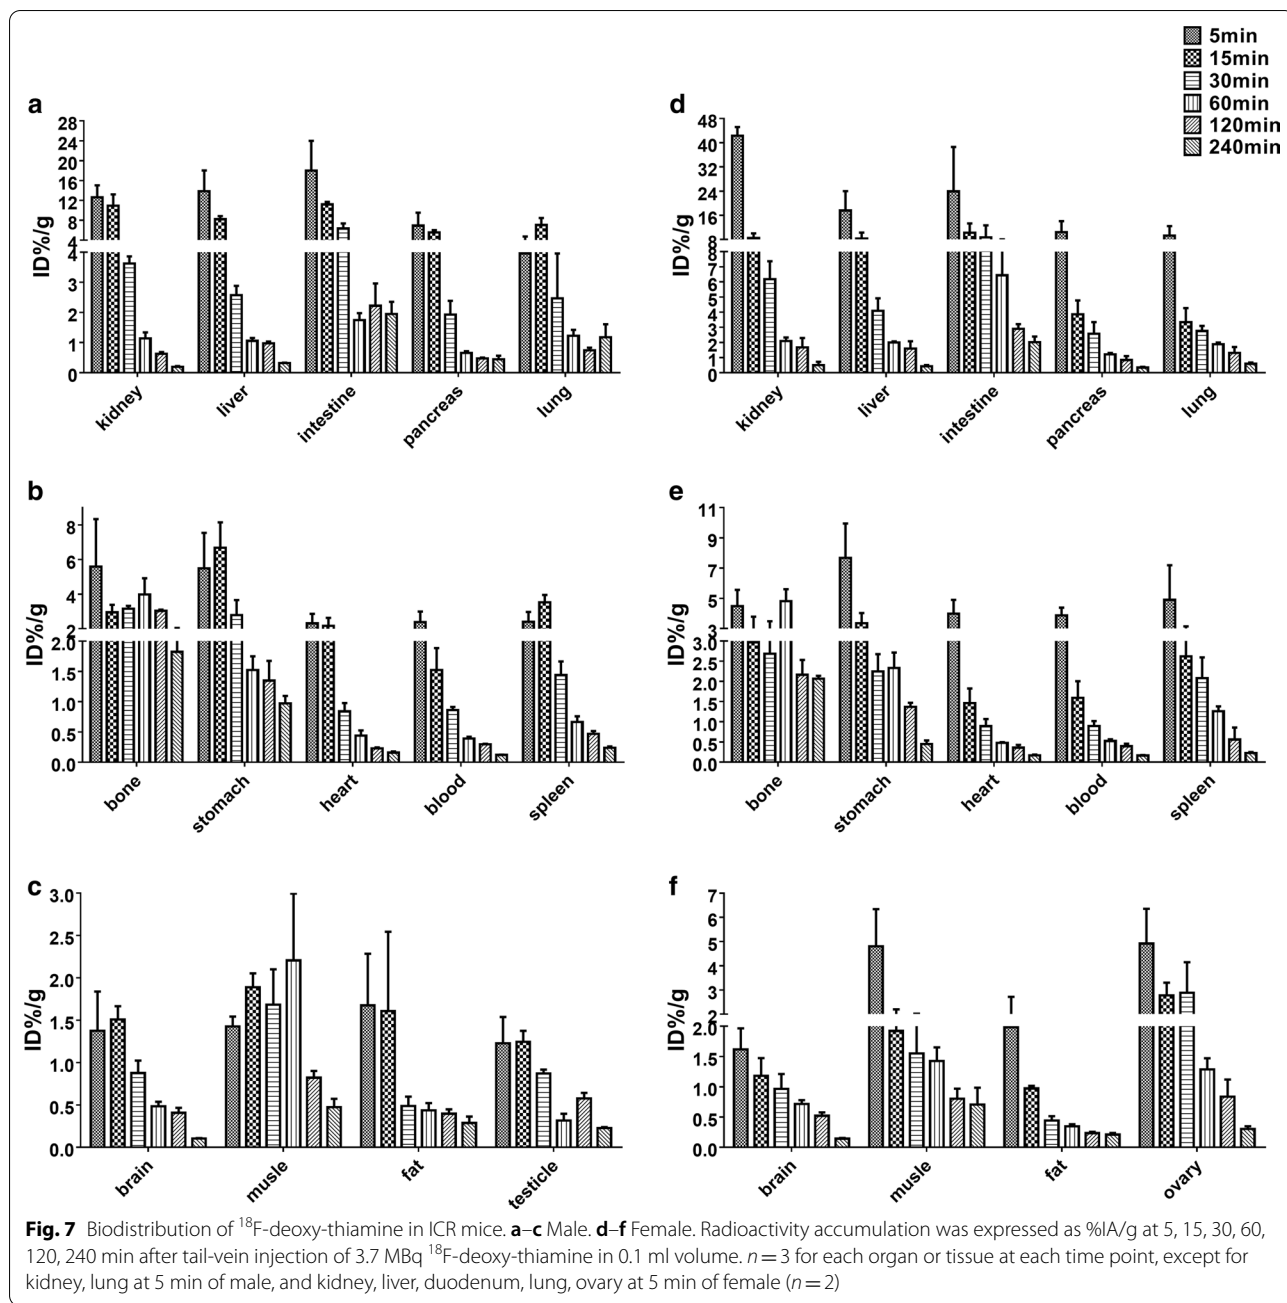 5min
15min
30min
60min
120min
240min
a
ID%/g
28
24
20
16
12
8
4
4
3
2
1
0
kidney
liver
intestine
pancreas
lung
d
ID%/g
48
40
32
24
16
8
8
7
6
5
4
3
2
1
0
kidney
liver
intestine
pancreas
lung
b
ID%/g
8
6
4
2
2.0
1.5
1.0
0.5
0.0
bone
stomach
heart
blood
spleen
e
ID%/g
11
9
7
5
3
3.0
2.5
2.0
1.5
1.0
0.5
0.0
bone
stomach
heart
blood
spleen
c
ID%/g
3.0
2.5
2.0
1.5
1.0
0.5
0.0
brain
musle
fat
testicle
f
ID%/g
7
6
5
4
3
2
2.0
1.5
1.0
0.5
0.0
brain
musle
fat
ovary
Fig. 7 Biodistribution of ¹⁸F-deoxy-thiamine in ICR mice. a–c Male. d–f Female. Radioactivity accumulation was expressed as %IA/g at 5, 15, 30, 60,
120, 240 min after tail-vein injection of 3.7 MBq ¹⁸F-deoxy-thiamine in 0.1 ml volume. n = 3 for each organ or tissue at each time point, except for
kidney, lung at 5 min of male, and kidney, liver, duodenum, lung, ovary at 5 min of female (n = 2)